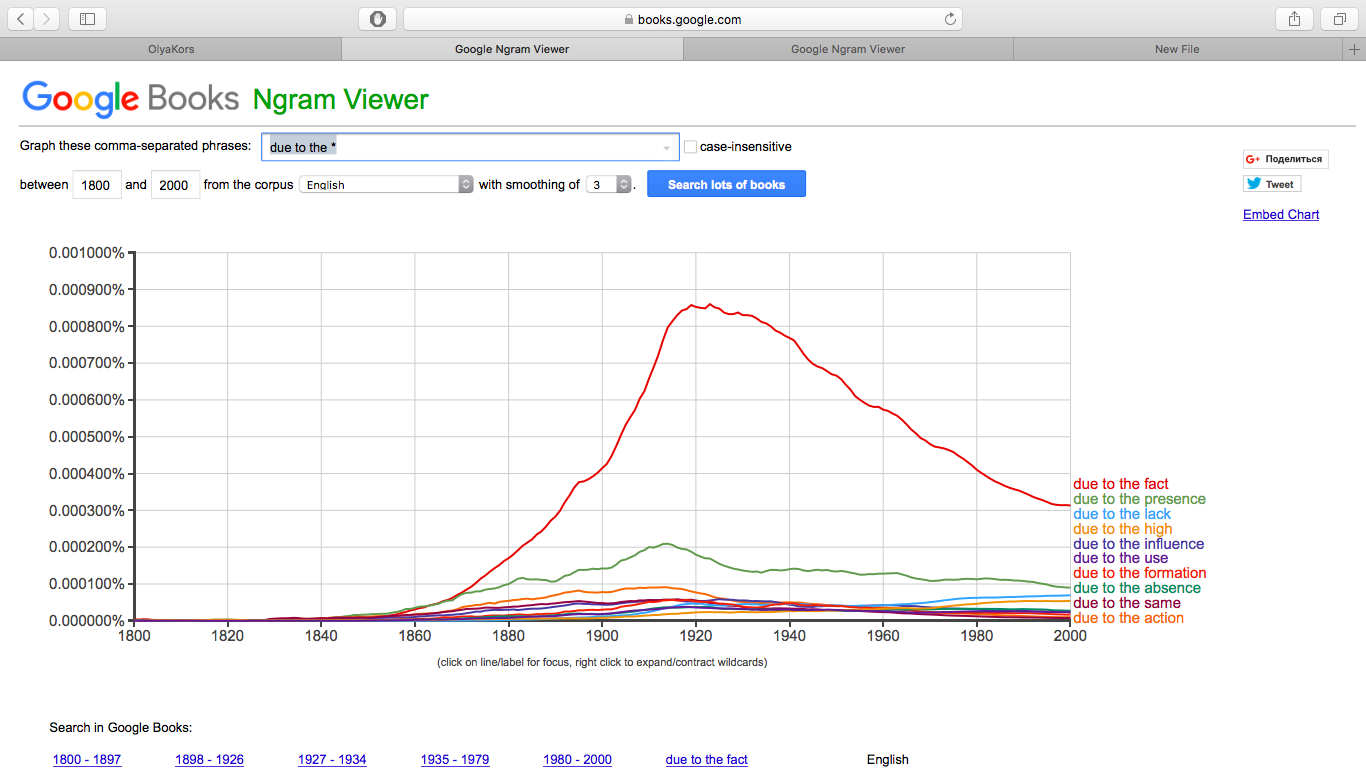 books.google.com
OlyaKors
Google Ngram Viewer
Google Ngram Viewer
New File
Google Books Ngram Viewer
Graph these comma-separated phrases: due to the * case-insensitive
between 1800 and 2000 from the corpus English with smoothing of 3 . Search lots of books
G+ Поделиться
Tweet
Embed Chart
0.001000%
0.000900%
0.000800%
0.000700%
0.000600%
0.000500%
0.000400%
0.000300%
0.000200%
0.000100%
0.000000%
1800 1820 1840 1860 1880 1900 1920 1940 1960 1980 2000
due to the fact
due to the presence
due to the lack
due to the high
due to the influence
due to the use
due to the formation
due to the absence
due to the same
due to the action
(click on line/label for focus, right click to expand/contract wildcards)
Search in Google Books:
1800 - 1897 1898 - 1926 1927 - 1934 1935 - 1979 1980 - 2000 due to the fact English